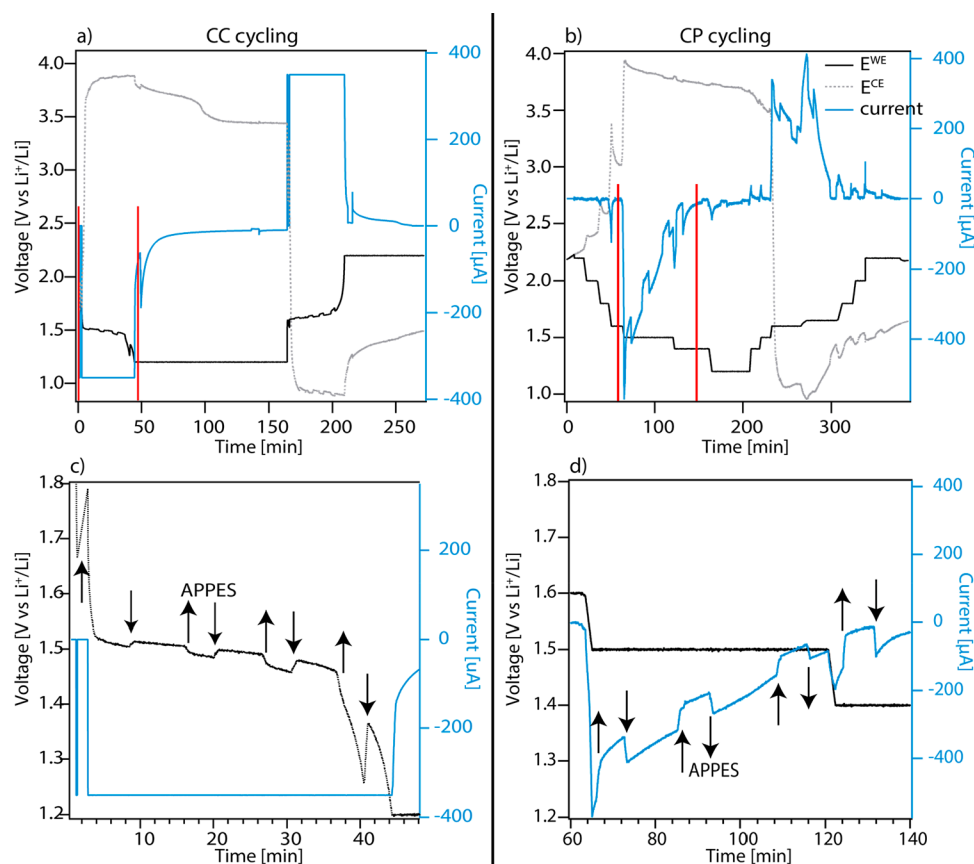 a) CC cycling
4.0
3.5
3.0
2.5
2.0
1.5
1.0
Voltage [V vs Li⁺/Li]
400
200
0
-200
-400
Current [µA]
0 50 100 150 200 250
Time [min]
b) CP cycling
4.0
3.5
3.0
2.5
2.0
1.5
1.0
Voltage [V vs Li⁺/Li]
E^WE
E^CE
current
400
200
0
-200
-400
Current [µA]
0 100 200 300
Time [min]
c)
1.8
1.7
1.6
1.5
1.4
1.3
1.2
Voltage [V vs Li⁺/Li]
APPES
200
0
-200
-400
Current [uA]
10 20 30 40
Time [min]
d)
1.8
1.7
1.6
1.5
1.4
1.3
1.2
Voltage [V vs Li⁺/Li]
APPES
400
200
0
-200
-400
Current [µA]
60 80 100 120 140
Time [min]